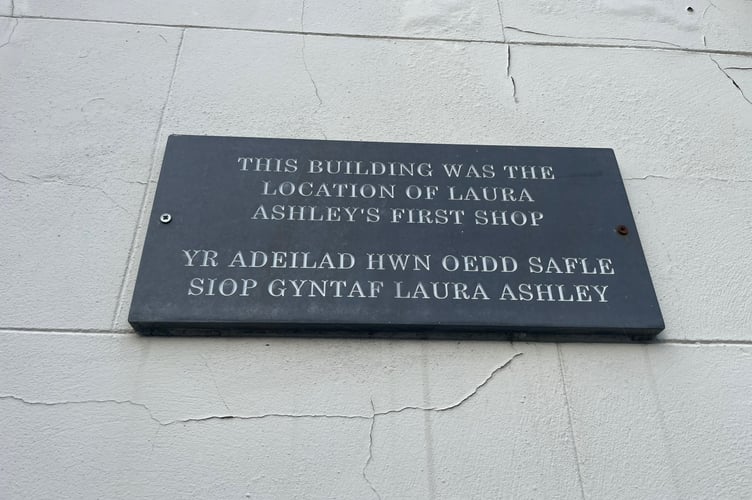 THIS BUILDING WAS THE
LOCATION OF LAURA
ASHLEY'S FIRST SHOP
YR ADEILAD HWN OEDD SAFLE
SIOP GYNTAF LAURA ASHLEY